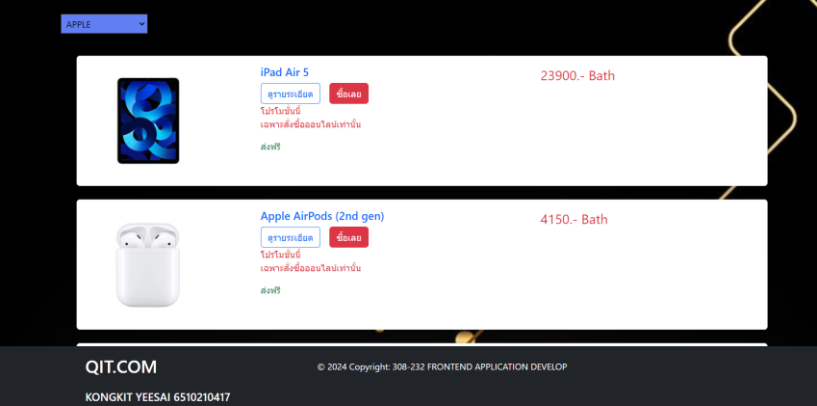 APPLE
iPad Air 5
23900.- Bath
ดูรายระเอียด
ซื้อเลย
โปรโมชั่นนี้
เฉพาะสั่งซื้อออนไลน์เท่านั้น
ส่งฟรี
Apple AirPods (2nd gen)
4150.- Bath
ดูรายระเอียด
ซื้อเลย
โปรโมชั่นนี้
เฉพาะสั่งซื้อออนไลน์เท่านั้น
ส่งฟรี
QIT.COM
© 2024 Copyright: 308-232 FRONTEND APPLICATION DEVELOP
KONGKIT YEESAI 6510210417